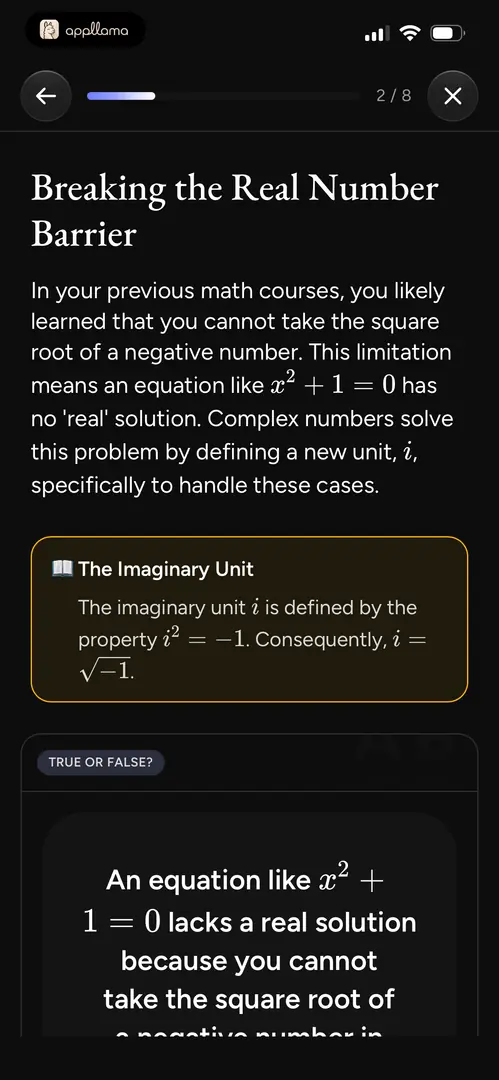 appllama
2 / 8
Breaking the Real Number
Barrier
In your previous math courses, you likely
learned that you cannot take the square
root of a negative number. This limitation
means an equation like x² + 1 = 0 has
no 'real' solution. Complex numbers solve
this problem by defining a new unit, i,
specifically to handle these cases.
📖 The Imaginary Unit
The imaginary unit i is defined by the
property i² = −1. Consequently, i =
√−1.
TRUE OR FALSE?
An equation like x² +
1 = 0 lacks a real solution
because you cannot
take the square root of
a negative number in